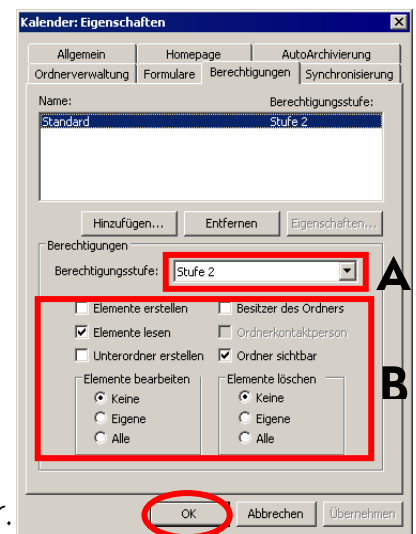 Kalender: Eigenschaften
Allgemein Homepage AutoArchivierung
Ordnerverwaltung Formulare Berechtigungen Synchronisierung
Name: Berechtigungsstufe:
Standard Stufe 2
Hinzufügen... Entfernen Eigenschaften...
Berechtigungen
Berechtigungsstufe: Stufe 2 A
Elemente erstellen Besitzer des Ordners
Elemente lesen Ordnerkontaktperson
Unterordner erstellen Ordner sichtbar
Elemente bearbeiten Elemente löschen B
Keine Keine
Eigene Eigene
Alle Alle
r. OK Abbrechen Übernehmen